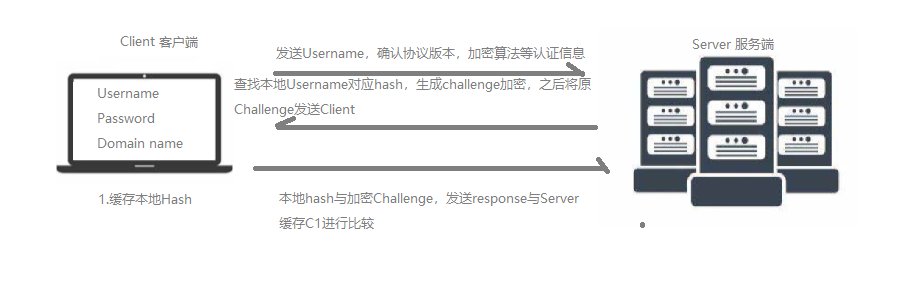 Client 客户端
Server 服务端
发送Username，确认协议版本，加密算法等认证信息
查找本地Username对应hash，生成challenge加密，之后将原
Challenge发送Client
Username
Password
Domain name
1.缓存本地Hash
本地hash与加密Challenge，发送response与Server
缓存C1进行比较